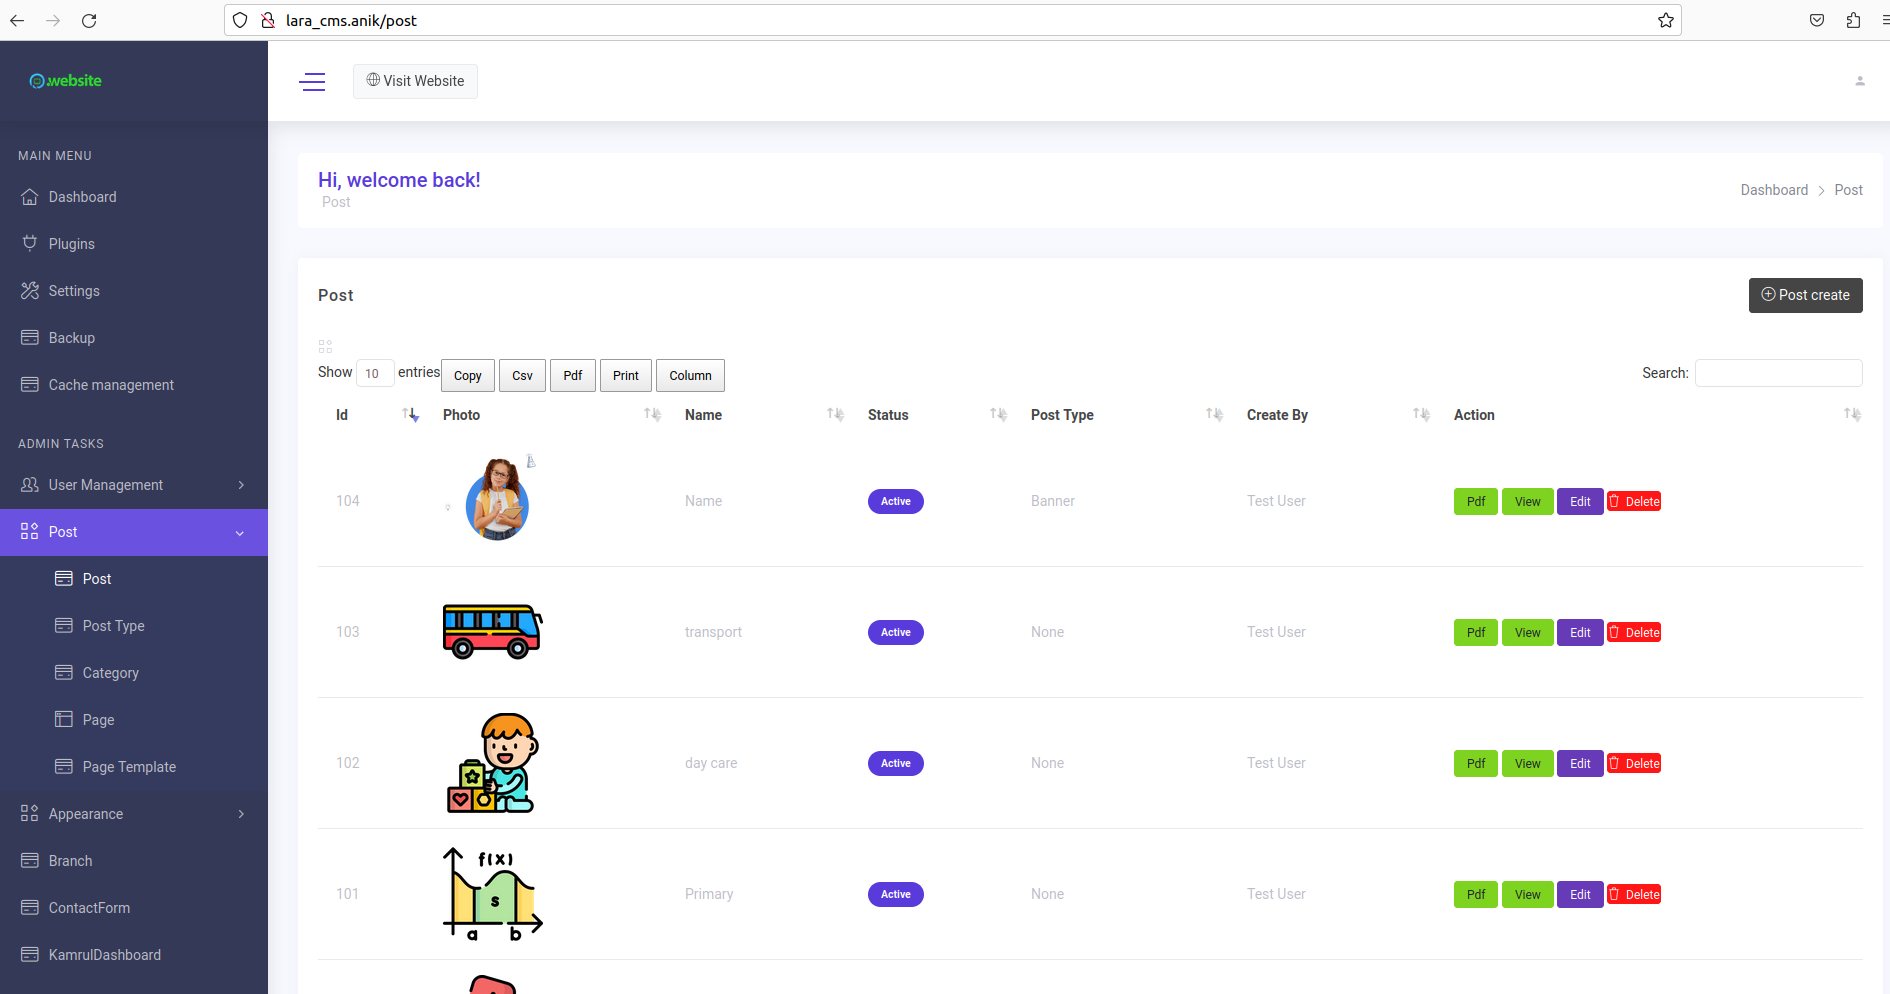 lara_cms.anik/post
.website
Visit Website
MAIN MENU
Dashboard
Plugins
Settings
Backup
Cache management
ADMIN TASKS
User Management
Post
Post
Post Type
Category
Page
Page Template
Appearance
Branch
ContactForm
KamrulDashboard
Hi, welcome back!
Post
Dashboard > Post
Post
Post create
Show 10 entries Copy Csv Pdf Print Column Search:
Id Photo Name Status Post Type Create By Action
104 Name Active Banner Test User Pdf View Edit Delete
103 transport Active None Test User Pdf View Edit Delete
102 day care Active None Test User Pdf View Edit Delete
f(x)
101 s Primary Active None Test User Pdf View Edit Delete
a b